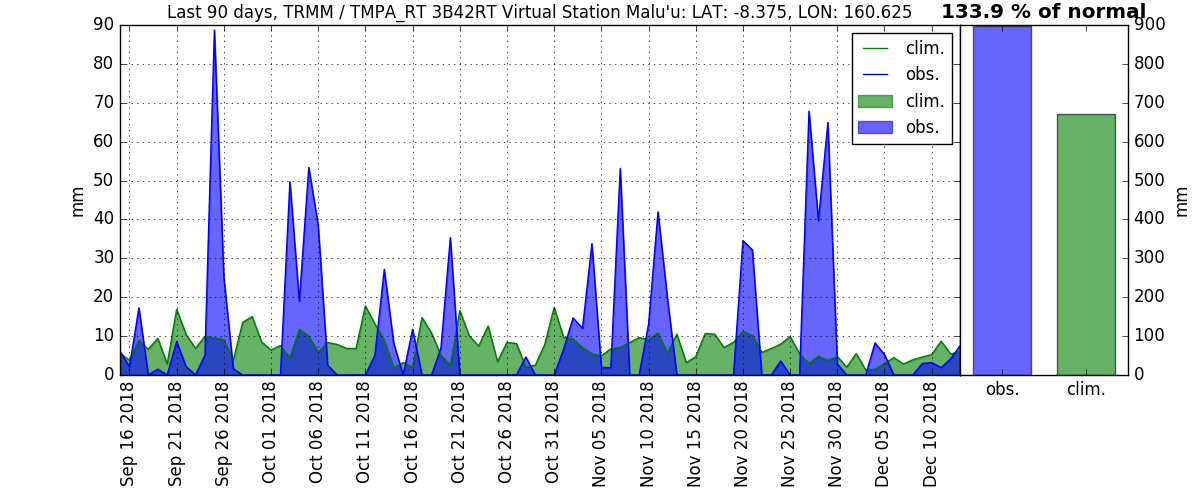 Last 90 days, TRMM / TMPA_RT 3B42RT Virtual Station Malu'u: LAT: -8.375, LON: 160.625
133.9 % of normal
90
80
70
60
50
40
30
20
10
0
mm
clim.
obs.
clim.
obs.
900
800
700
600
500
400
300
200
100
0
mm
Sep 16 2018
Sep 21 2018
Sep 26 2018
Oct 01 2018
Oct 06 2018
Oct 11 2018
Oct 16 2018
Oct 21 2018
Oct 26 2018
Oct 31 2018
Nov 05 2018
Nov 10 2018
Nov 15 2018
Nov 20 2018
Nov 25 2018
Nov 30 2018
Dec 05 2018
Dec 10 2018
obs.
clim.